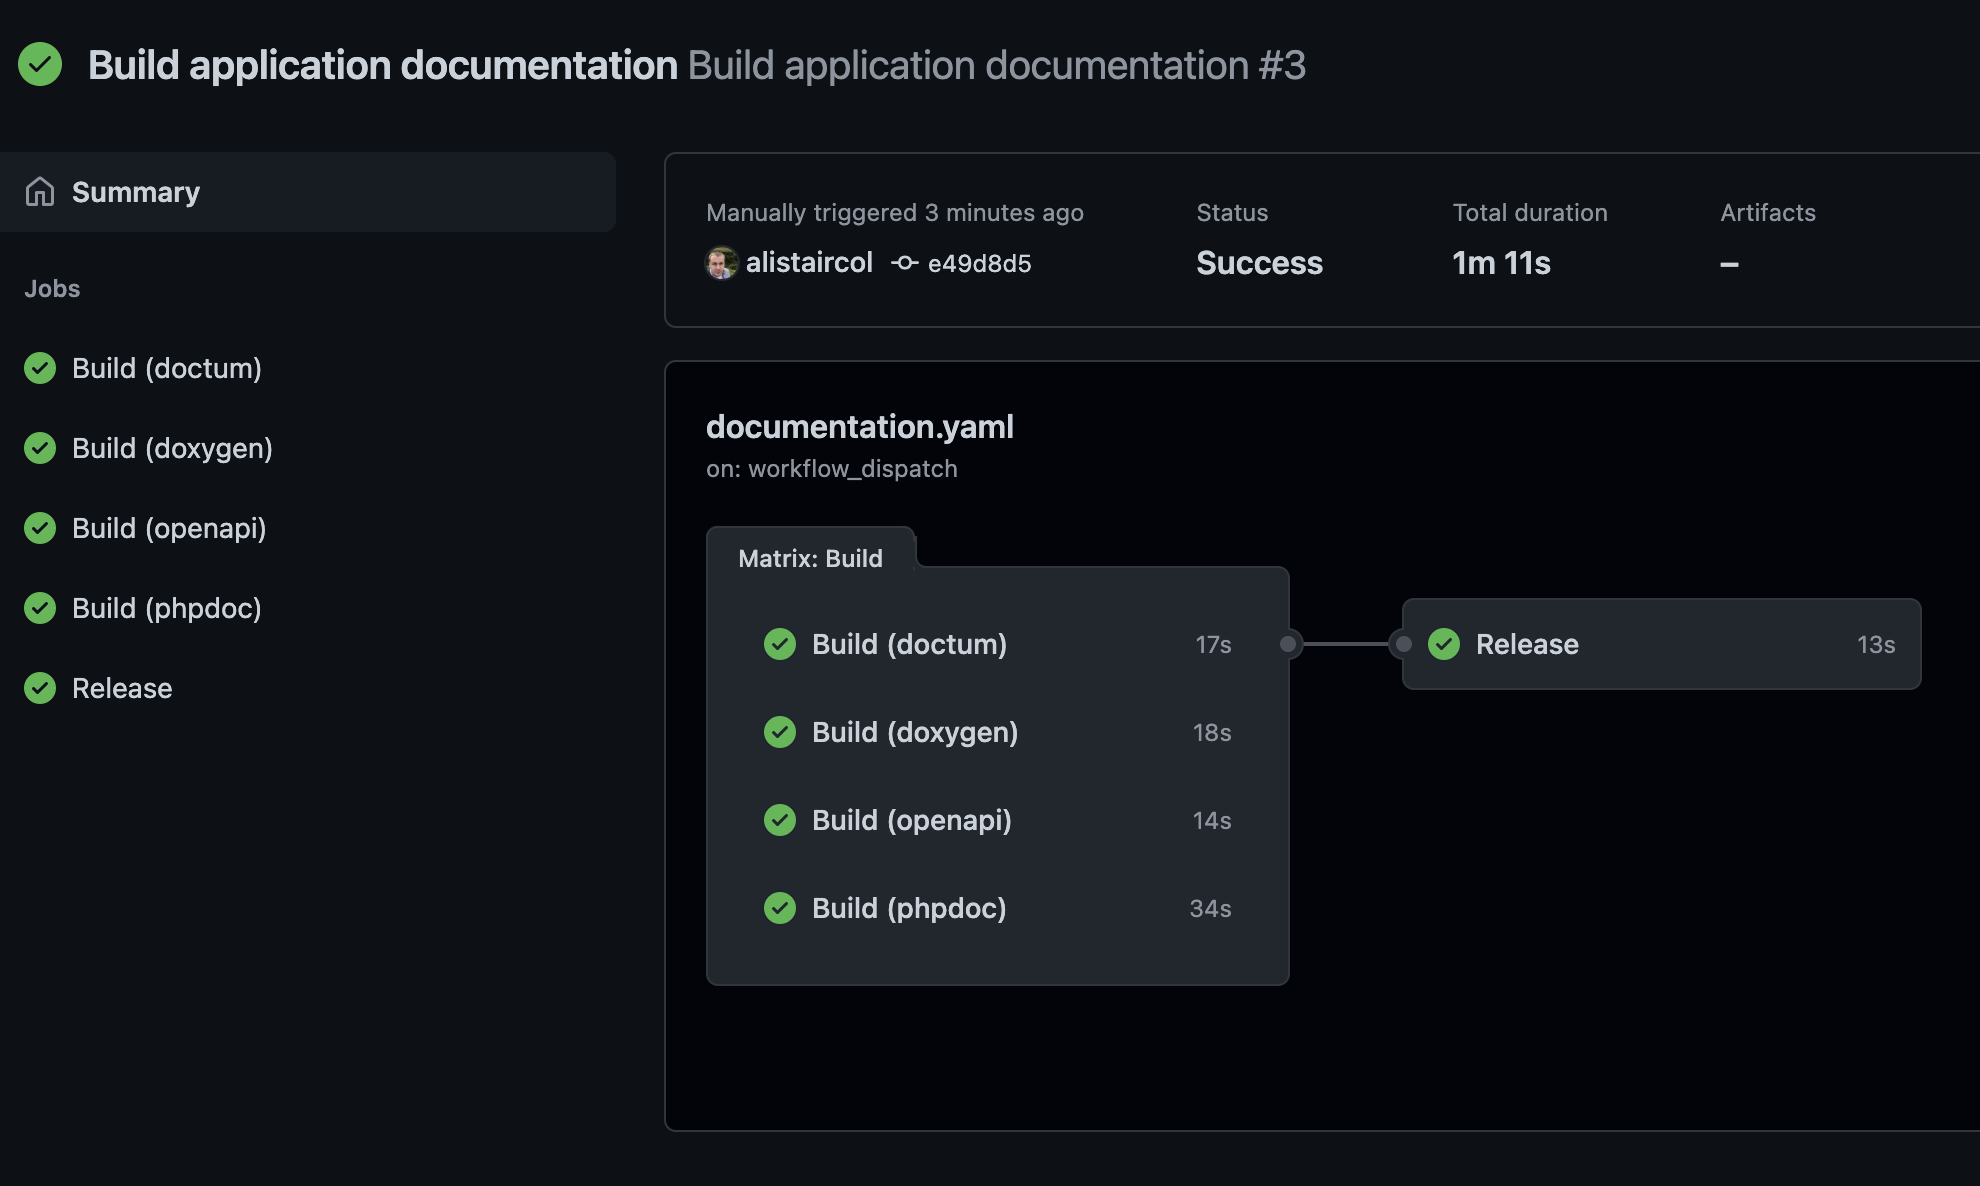 Build application documentation Build application documentation #3
Summary
Jobs
Build (doctum)
Build (doxygen)
Build (openapi)
Build (phpdoc)
Release
Manually triggered 3 minutes ago
alistaircol e49d8d5
Status
Success
Total duration
1m 11s
Artifacts
–
documentation.yaml
on: workflow_dispatch
Matrix: Build
Build (doctum) 17s
Build (doxygen) 18s
Build (openapi) 14s
Build (phpdoc) 34s
Release 13s